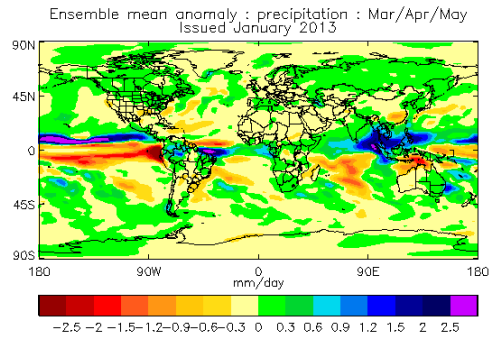 Ensemble mean anomaly : precipitation : Mar/Apr/May
Issued January 2013
90N
45N
0
45S
90S
180 90W 0 90E 180
mm/day
-2.5 -2 -1.5 -1.2 -0.9 -0.6 -0.3 0 0.3 0.6 0.9 1.2 1.5 2 2.5